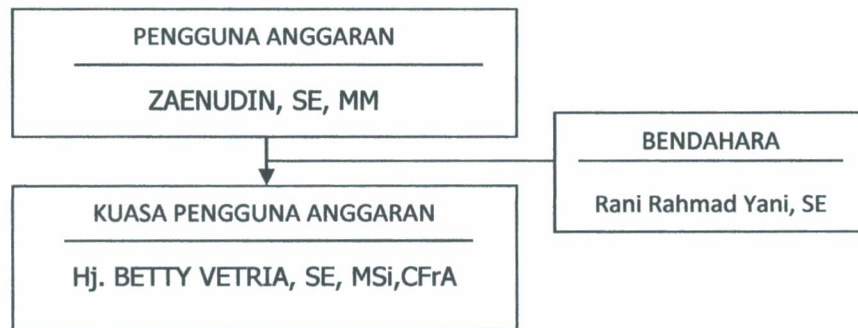 PENGGUNA ANGGARAN
ZAENUDIN, SE, MM
BENDAHARA
Rani Rahmad Yani, SE
KUASA PENGGUNA ANGGARAN
Hj. BETTY VETRIA, SE, MSi,CFrA